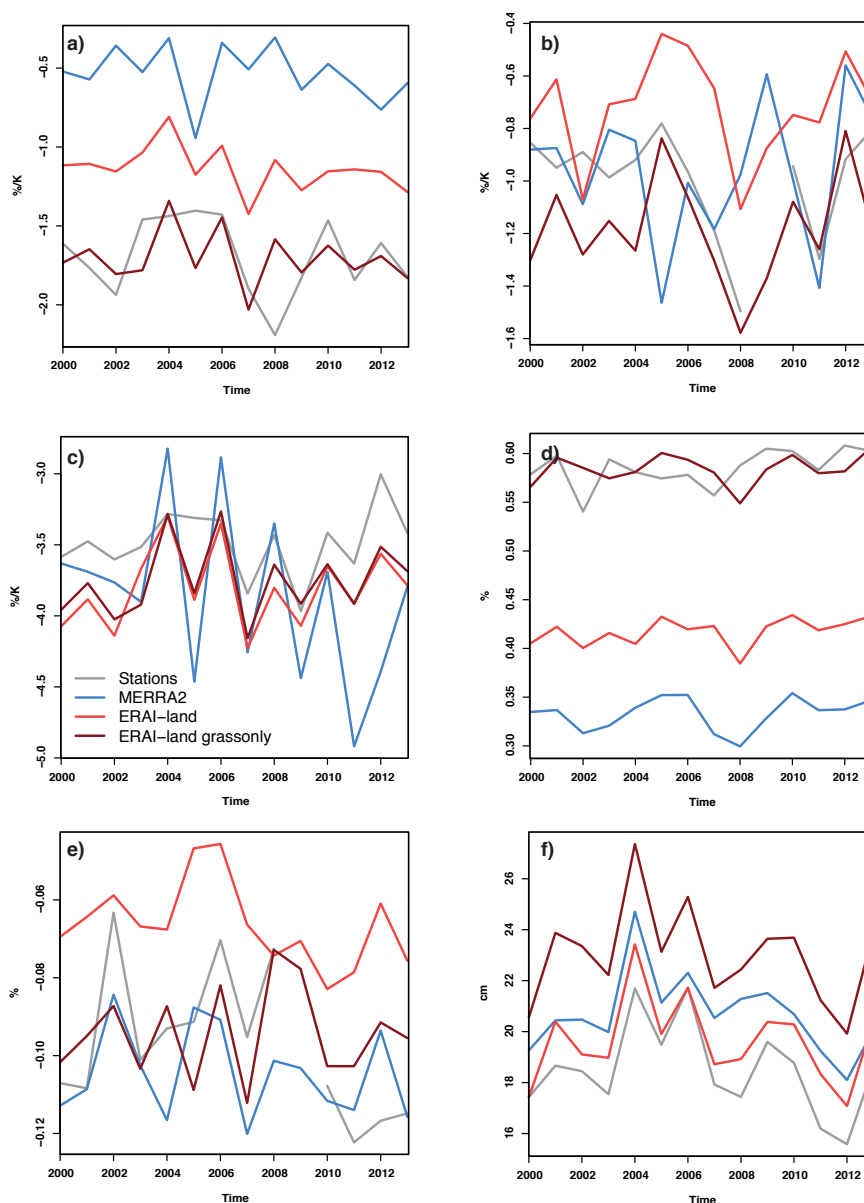 a)
%/K
−0.5
−1.0
−1.5
−2.0
2000 2002 2004 2006 2008 2010 2012
Time
b)
%/K
−0.4
−0.6
−0.8
−1.0
−1.2
−1.4
−1.6
2000 2002 2004 2006 2008 2010 2012
Time
c)
%/K
−3.0
−3.5
−4.0
−4.5
−5.0
Stations
MERRA2
ERAI−land
ERAI−land grassonly
2000 2002 2004 2006 2008 2010 2012
Time
d)
%
0.60
0.55
0.50
0.45
0.40
0.35
0.30
2000 2002 2004 2006 2008 2010 2012
Time
e)
%
−0.06
−0.08
−0.10
−0.12
2000 2002 2004 2006 2008 2010 2012
Time
f)
cm
26
24
22
20
18
16
2000 2002 2004 2006 2008 2010 2012
Time